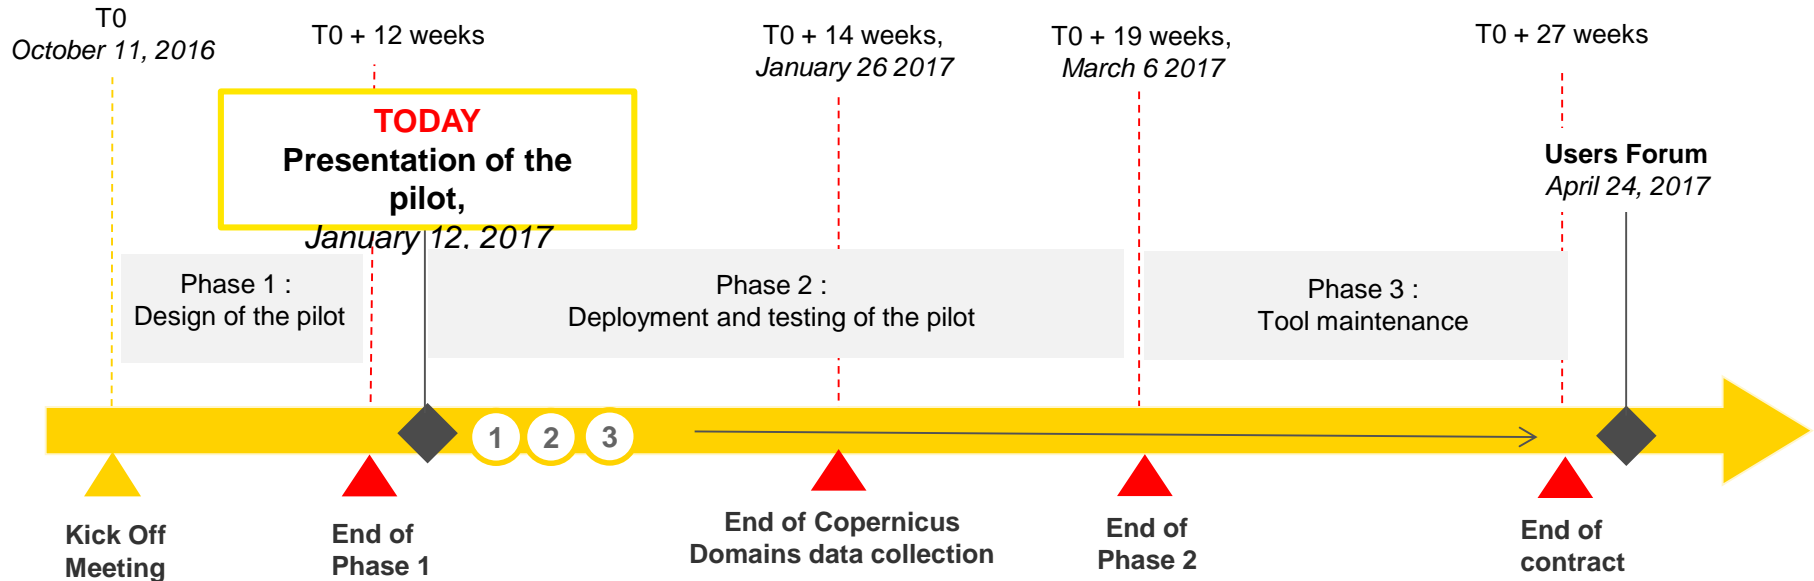 T0
October 11, 2016
T0 + 12 weeks
T0 + 14 weeks,
January 26 2017
T0 + 19 weeks,
March 6 2017
T0 + 27 weeks
TODAY
Presentation of the
pilot,
January 12, 2017
Users Forum
April 24, 2017
Phase 1 :
Design of the pilot
Phase 2 :
Deployment and testing of the pilot
Phase 3 :
Tool maintenance
1 2 3
Kick Off
Meeting
End of
Phase 1
End of Copernicus
Domains data collection
End of
Phase 2
End of
contract